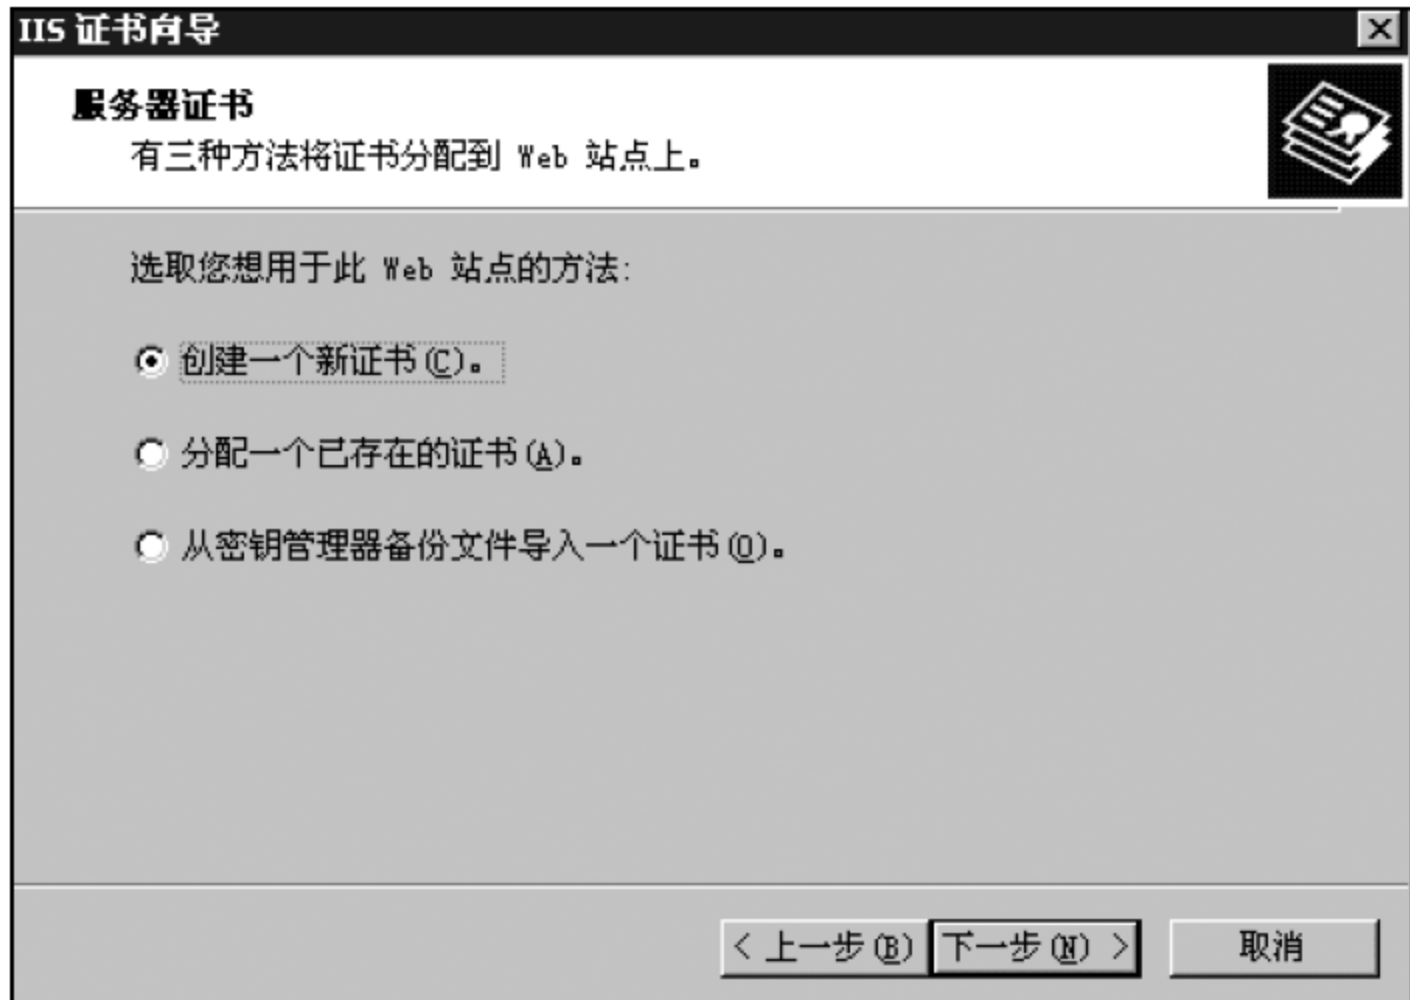 IIS 证书向导
服务器证书
有三种方法将证书分配到 Web 站点上。
选取您想用于此 Web 站点的方法:
创建一个新证书(C)。
分配一个已存在的证书(A)。
从密钥管理器备份文件导入一个证书(O)。
< 上一步(B) 下一步(N) > 取消